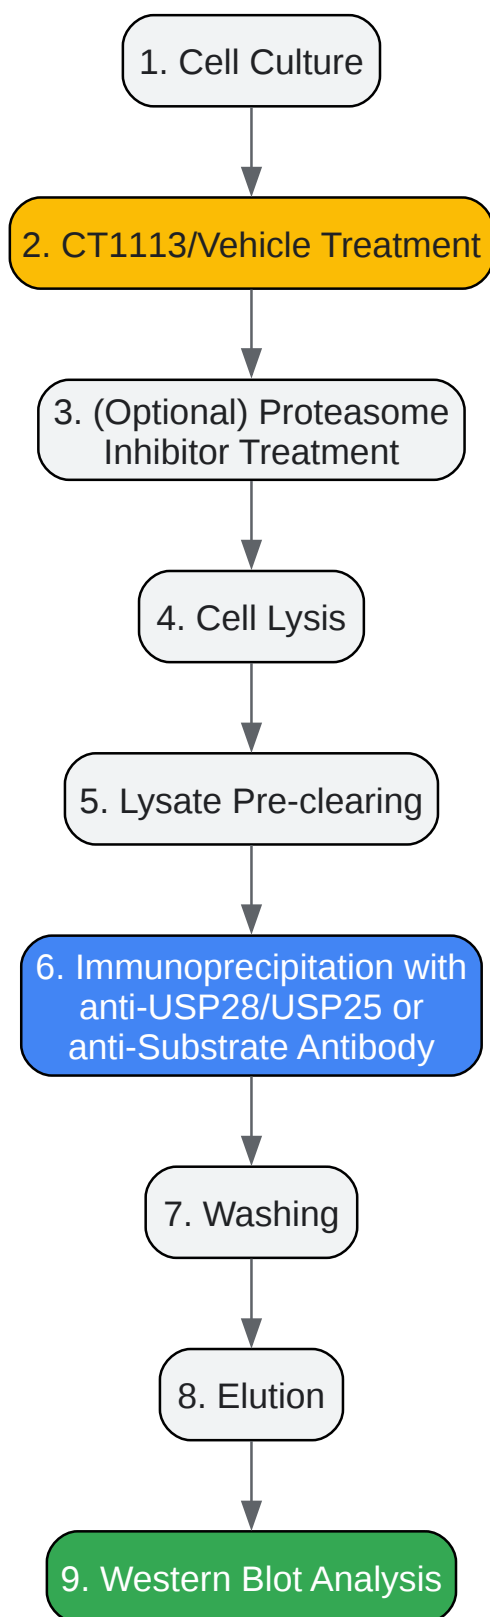 1. Cell Culture
2. CT1113/Vehicle Treatment
3. (Optional) Proteasome
Inhibitor Treatment
4. Cell Lysis
5. Lysate Pre-clearing
6. Immunoprecipitation with
anti-USP28/USP25 or
anti-Substrate Antibody
7. Washing
8. Elution
9. Western Blot Analysis